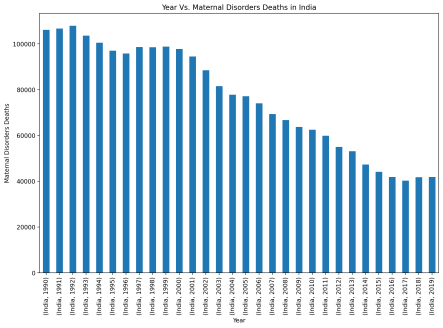 Year Vs. Maternal Disorders Deaths in India
Maternal Disorders Deaths
100000
80000
60000
40000
20000
0
(India, 1990)
(India, 1991)
(India, 1992)
(India, 1993)
(India, 1994)
(India, 1995)
(India, 1996)
(India, 1997)
(India, 1998)
(India, 1999)
(India, 2000)
(India, 2001)
(India, 2002)
(India, 2003)
(India, 2004)
(India, 2005)
(India, 2006)
(India, 2007)
(India, 2008)
(India, 2009)
(India, 2010)
(India, 2011)
(India, 2012)
(India, 2013)
(India, 2014)
(India, 2015)
(India, 2016)
(India, 2017)
(India, 2018)
(India, 2019)
Year